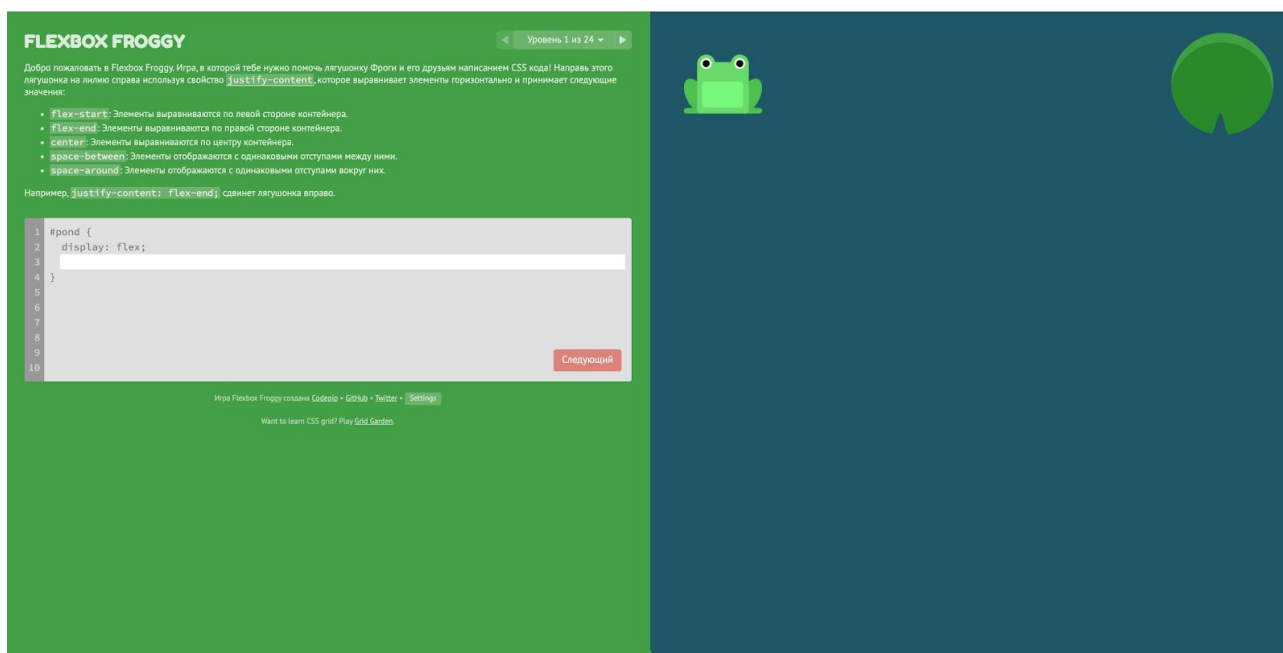 FLEXBOX FROGGY
◀ Уровень 1 из 24 ▼ ▶
Добро пожаловать в Flexbox Froggy. Игра, в которой тебе нужно помочь лягушонку Фроги и его друзьям написанием CSS кода! Направь этого
лягушонка на лилию справа используя свойство justify-content, которое выравнивает элементы горизонтально и принимает следующие
значения:
• flex-start: Элементы выравниваются по левой стороне контейнера.
• flex-end: Элементы выравниваются по правой стороне контейнера.
• center: Элементы выравниваются по центру контейнера.
• space-between: Элементы отображаются с одинаковыми отступами между ними.
• space-around: Элементы отображаются с одинаковыми отступами вокруг них.
Например, justify-content: flex-end; сдвинет лягушонка вправо.
1 #pond {
2 display: flex;
3
4 }
5
6
7
8
9
10
Следующий
Игра Flexbox Froggy создана Codepip • GitHub • Twitter • Settings
Want to learn CSS grid? Play Grid Garden.